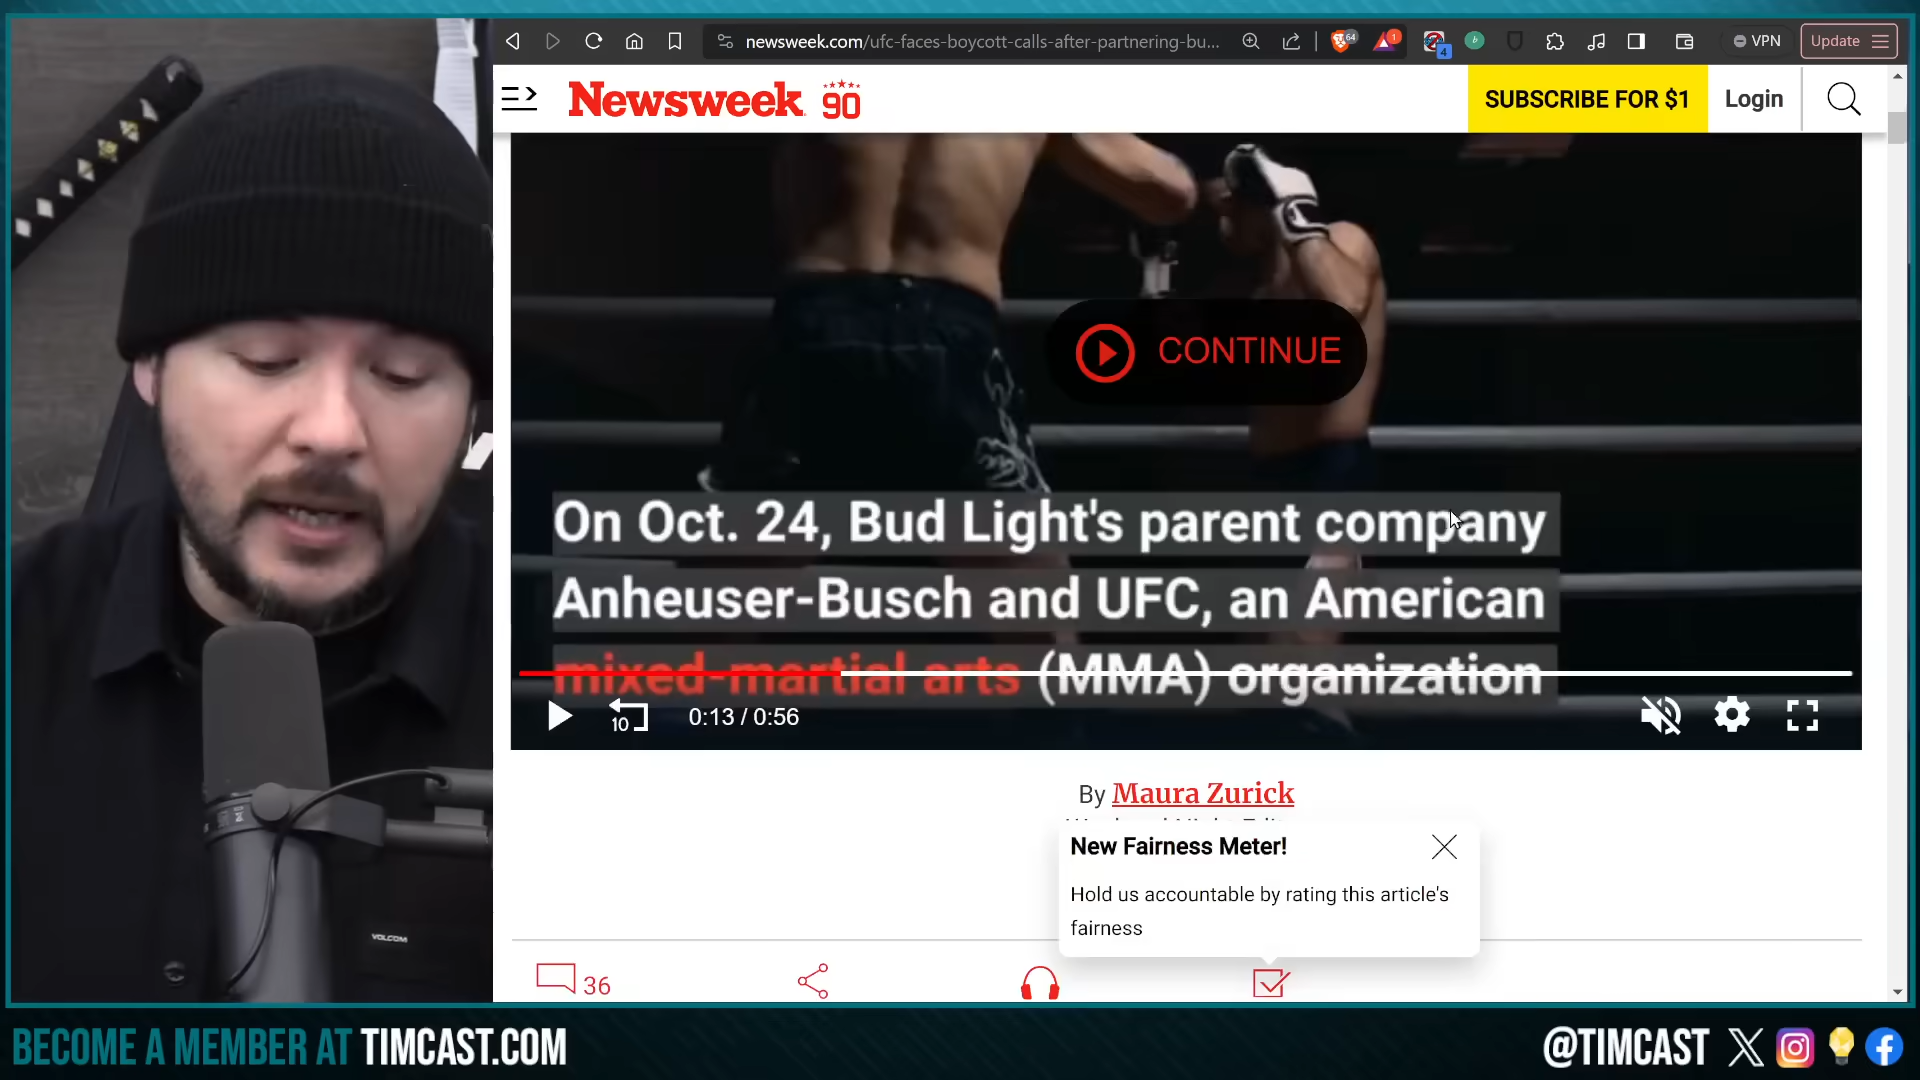 newsweek.com/ufc-faces-boycott-calls-after-partnering-bu...
64
1
4
VPN
Update
Newsweek 90
SUBSCRIBE FOR $1
Login
CONTINUE
On Oct. 24, Bud Light's parent company
Anheuser-Busch and UFC, an American
mixed-martial arts (MMA) organization
10
0:13 / 0:56
By Maura Zurick
New Fairness Meter!
Hold us accountable by rating this article's
fairness
36
VOLCOM
BECOME A MEMBER AT TIMCAST.COM
@TIMCAST